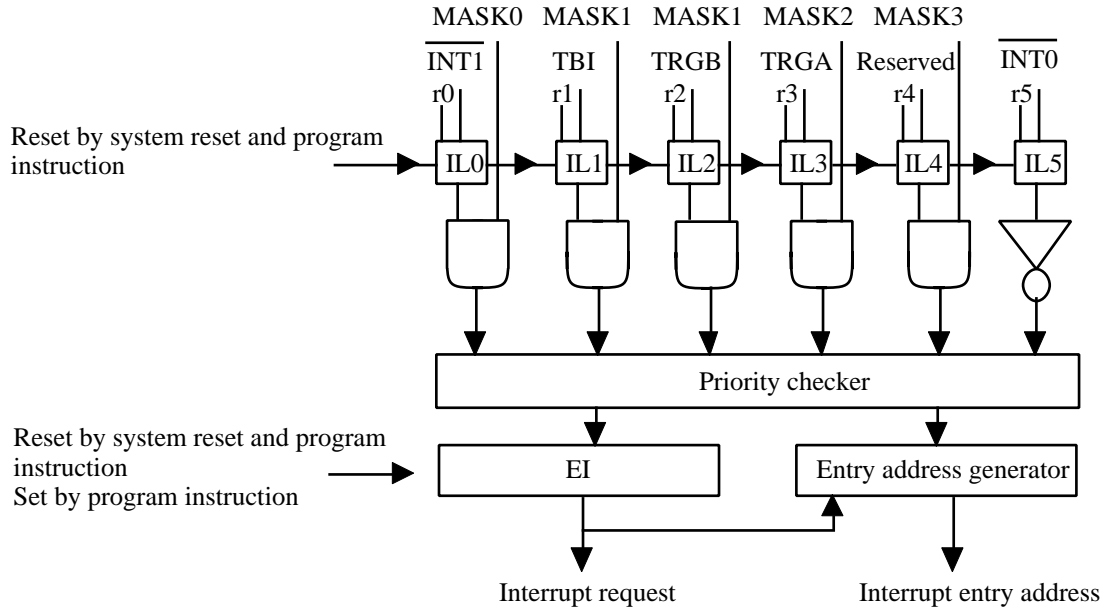 MASK0 MASK1 MASK1 MASK2 MASK3
INT1 TBI TRGB TRGA Reserved INT0
r0 r1 r2 r3 r4 r5
Reset by system reset and program
instruction
IL0 IL1 IL2 IL3 IL4 IL5
Priority checker
Reset by system reset and program
instruction
Set by program instruction
EI
Entry address generator
Interrupt request
Interrupt entry address